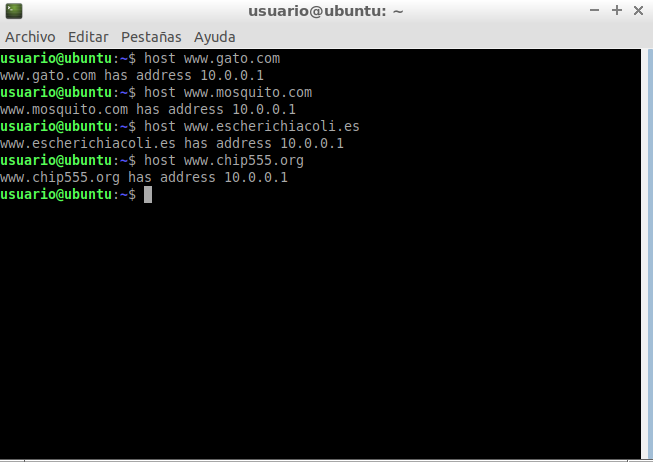 usuario@ubuntu: ~
Archivo Editar Pestañas Ayuda
usuario@ubuntu:~$ host www.gato.com
www.gato.com has address 10.0.0.1
usuario@ubuntu:~$ host www.mosquito.com
www.mosquito.com has address 10.0.0.1
usuario@ubuntu:~$ host www.escherichiacoli.es
www.escherichiacoli.es has address 10.0.0.1
usuario@ubuntu:~$ host www.chip555.org
www.chip555.org has address 10.0.0.1
usuario@ubuntu:~$